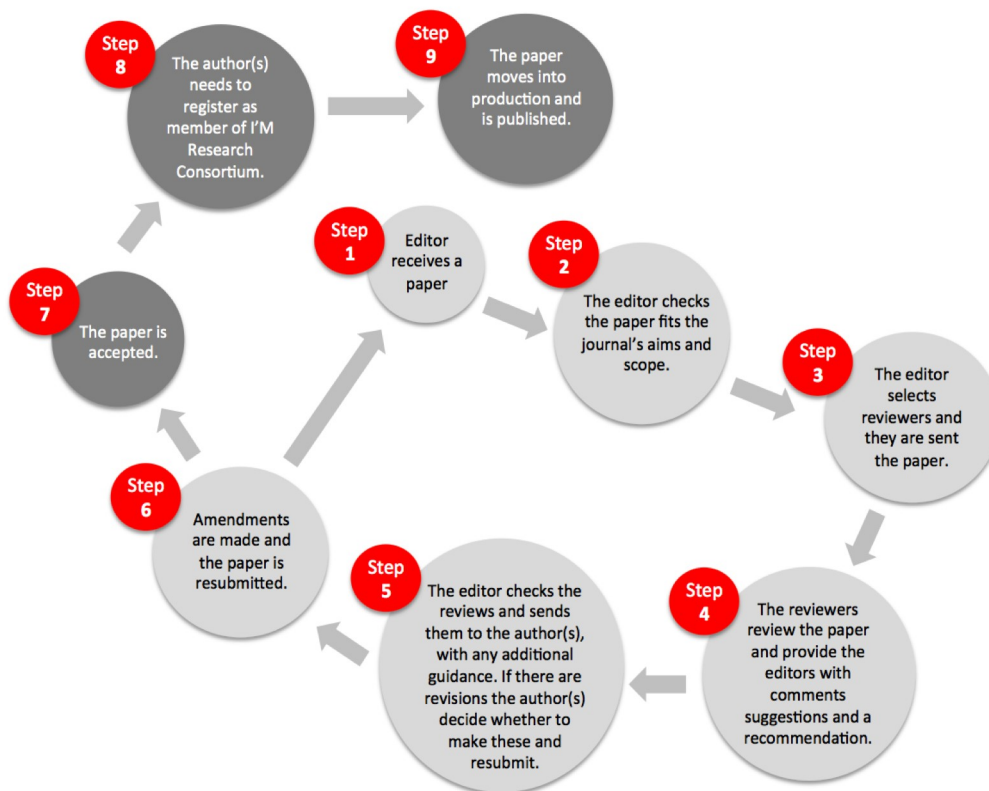 Step
1
Editor
receives a
paper
Step
2
The editor checks
the paper fits the
journal's aims and
scope.
Step
3
The editor
selects
reviewers and
they are sent
the paper.
Step
4
The reviewers
review the paper
and provide the
editors with
comments
suggestions and a
recommendation.
Step
5
The editor checks the
reviews and sends
them to the author(s),
with any additional
guidance. If there are
revisions the author(s)
decide whether to
make these and
resubmit.
Step
6
Amendments
are made and
the paper is
resubmitted.
Step
7
The paper is
accepted.
Step
8
The author(s)
needs to
register as
member of I'M
Research
Consortium.
Step
9
The paper
moves into
production and
is published.